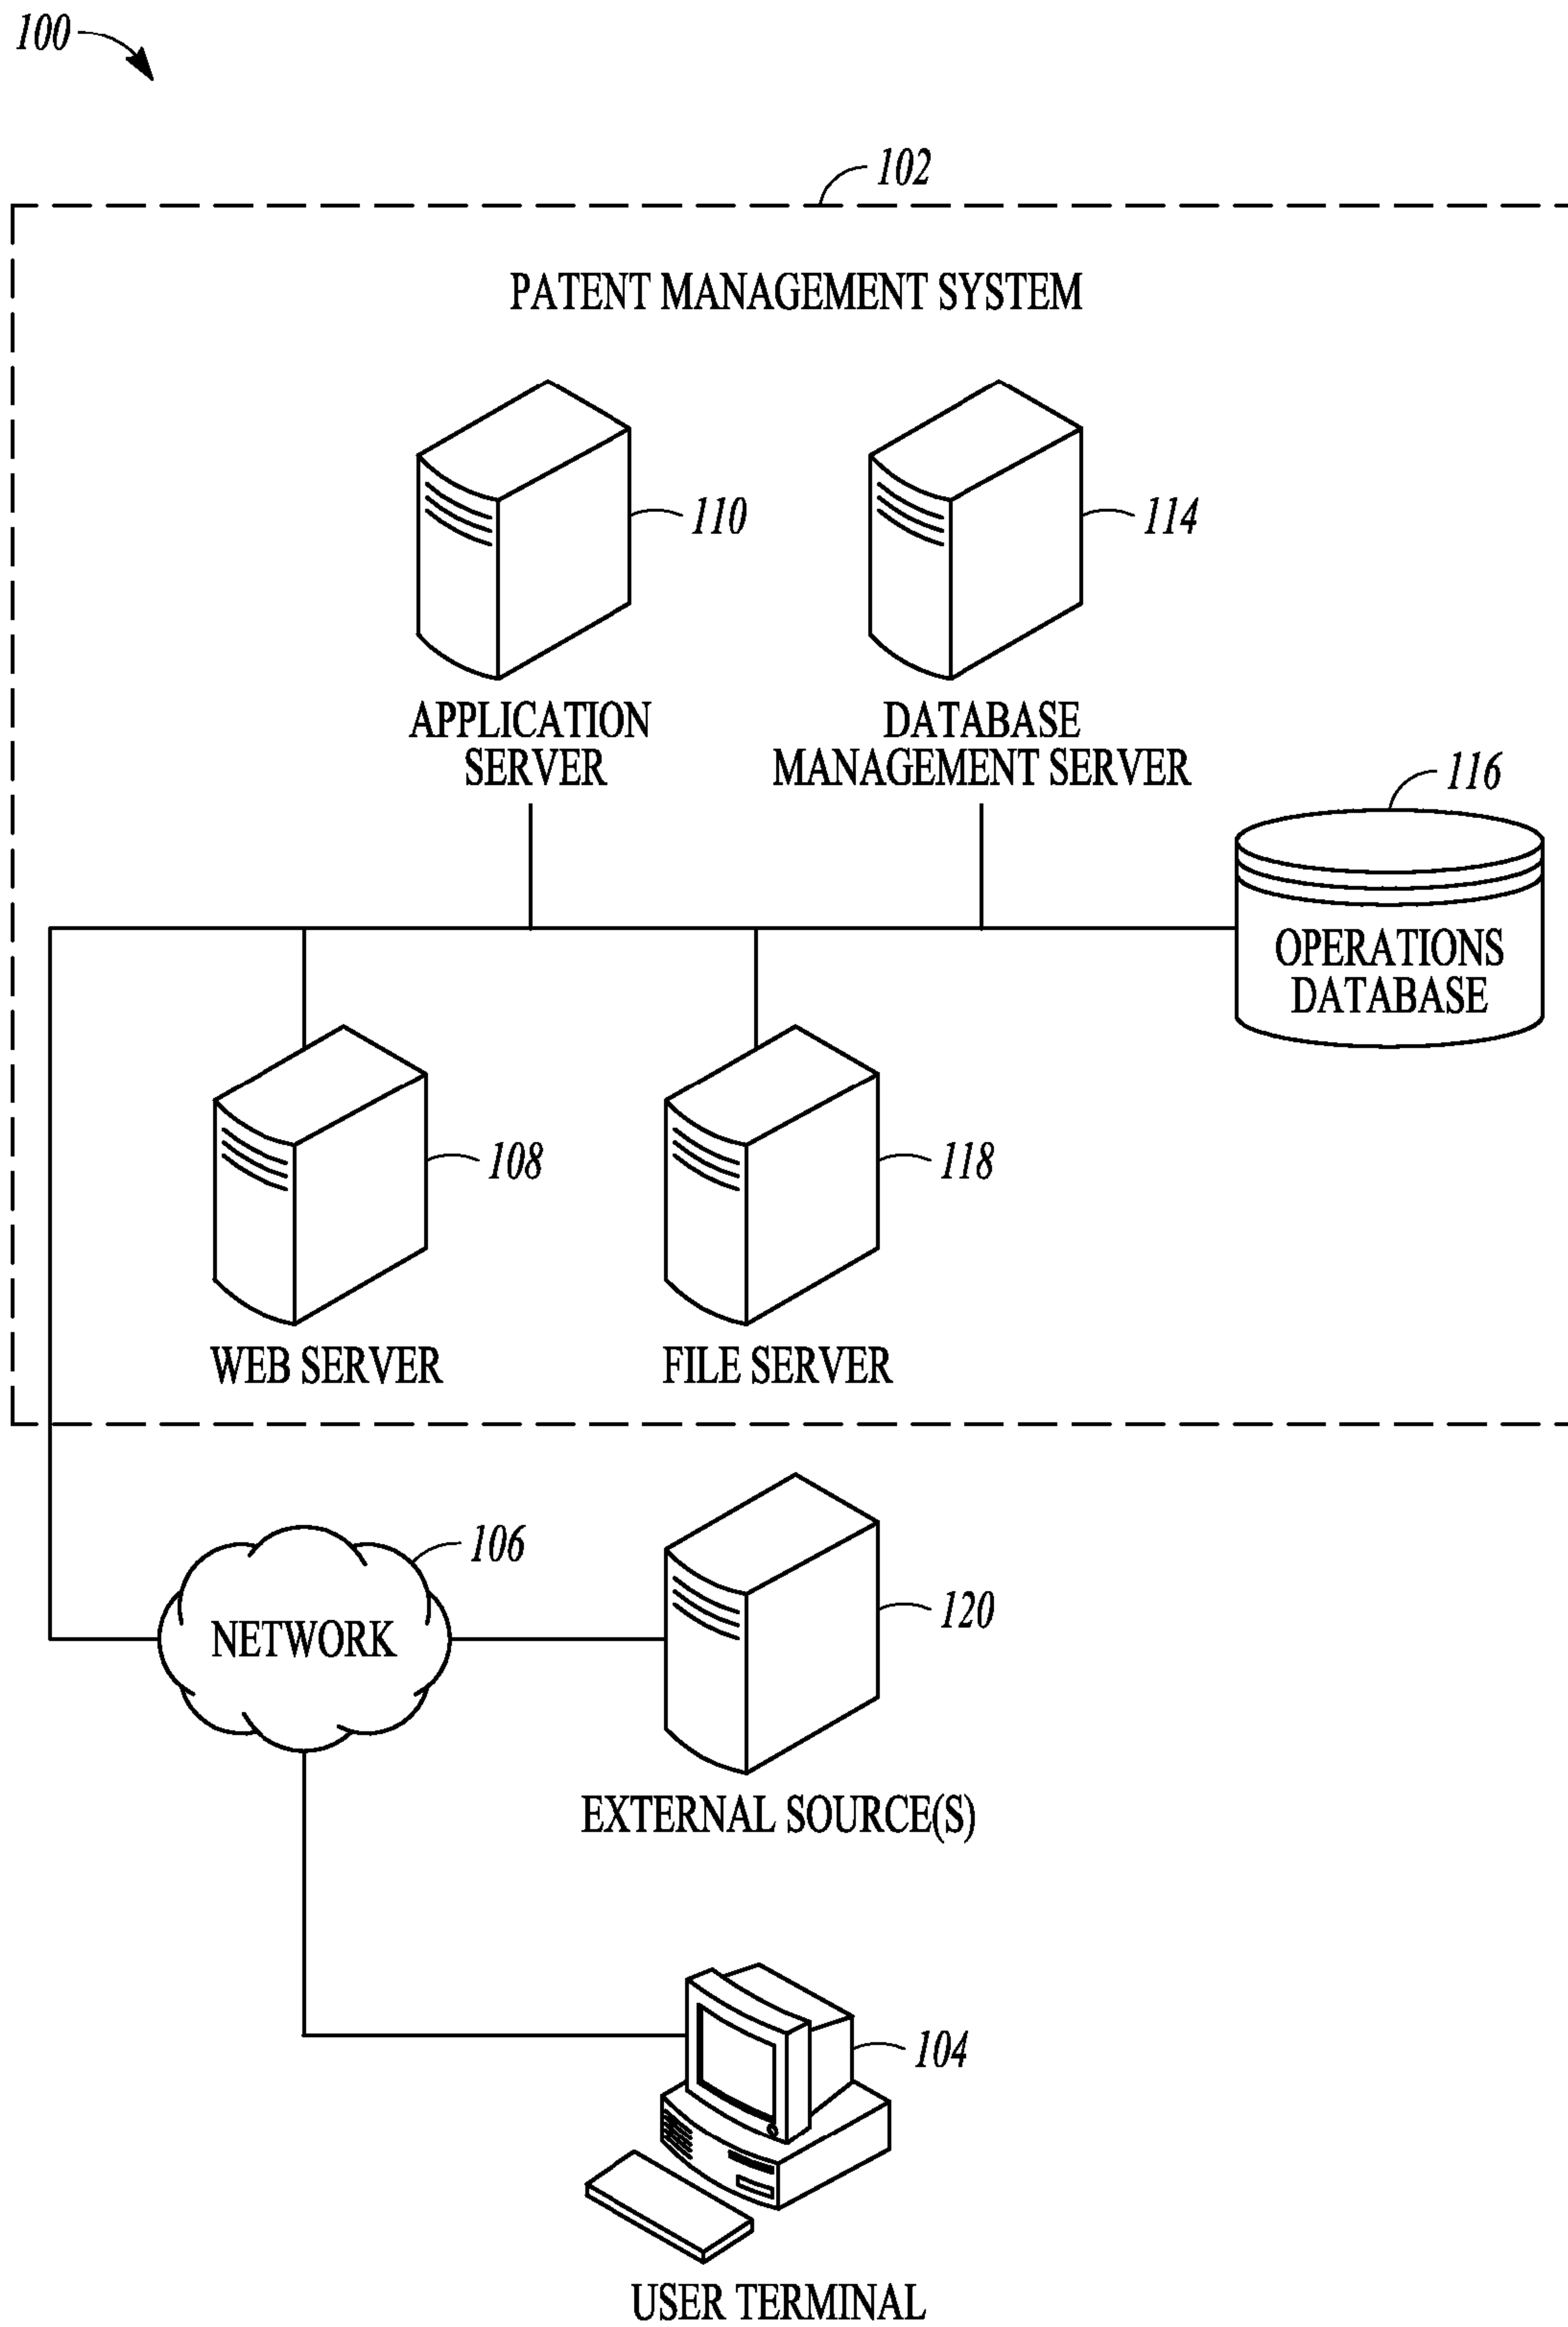 100
102
PATENT MANAGEMENT SYSTEM
110
114
APPLICATION
SERVER
DATABASE
MANAGEMENT SERVER
116
OPERATIONS
DATABASE
108
118
WEB SERVER
FILE SERVER
106
NETWORK
120
EXTERNAL SOURCE(S)
104
USER TERMINAL